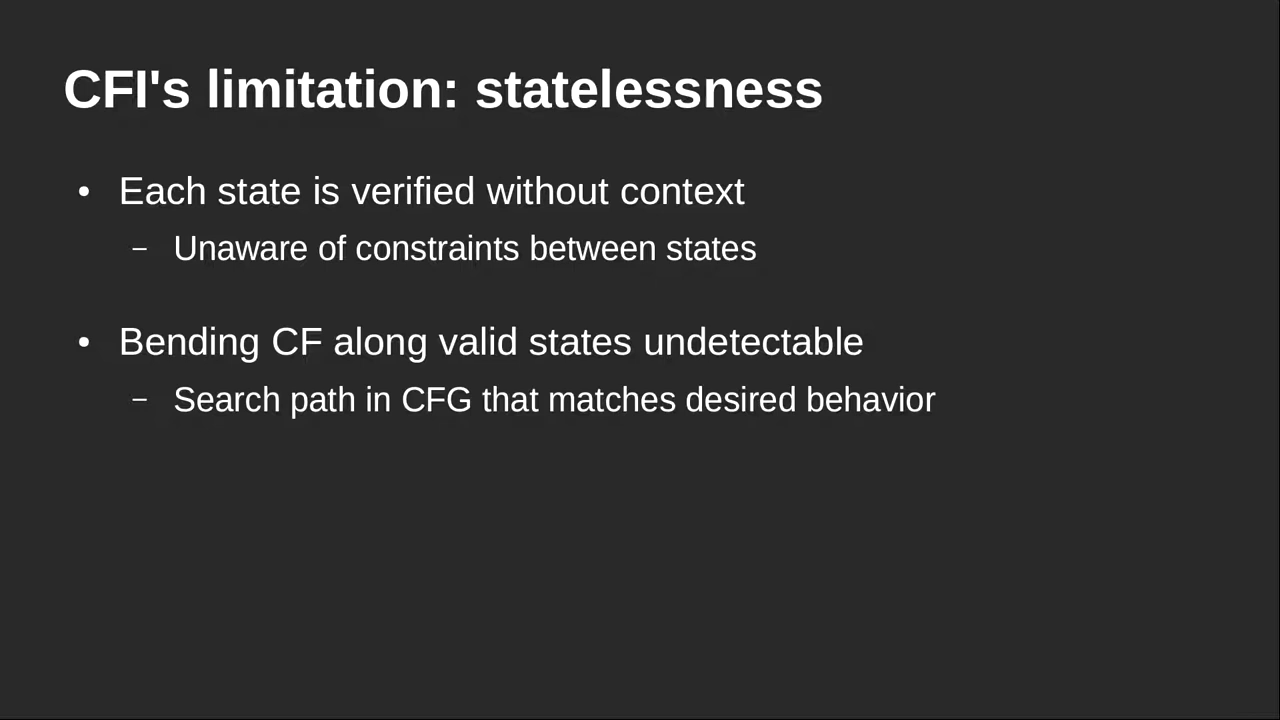 CFI's limitation: statelessness
• Each state is verified without context
– Unaware of constraints between states
• Bending CF along valid states undetectable
– Search path in CFG that matches desired behavior